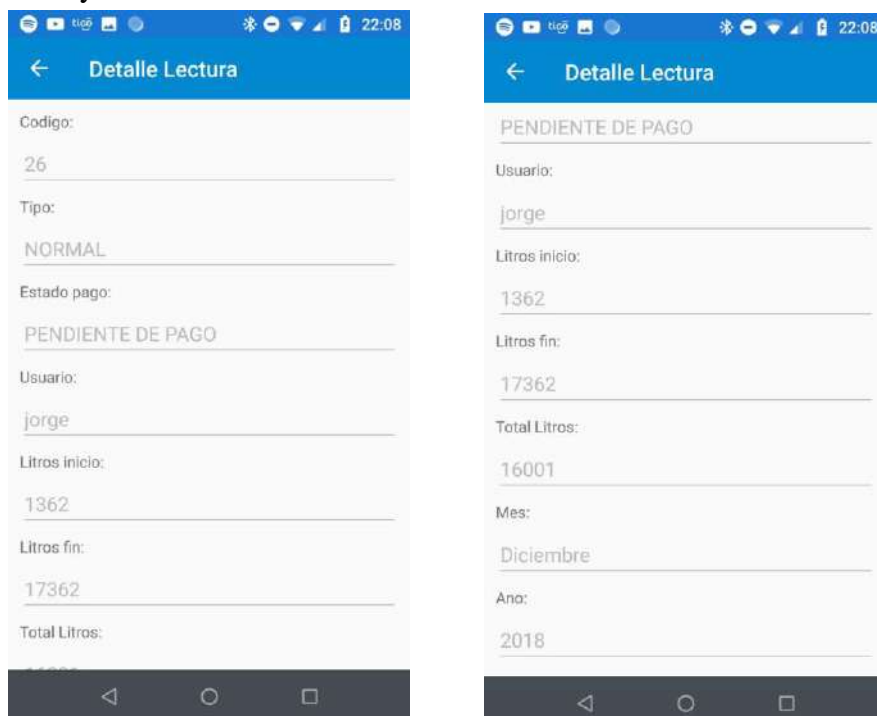 tigo 22:08
Detalle Lectura
Codigo:
26
Tipo:
NORMAL
Estado pago:
PENDIENTE DE PAGO
Usuario:
jorge
Litros inicio:
1362
Litros fin:
17362
Total Litros:
tigo 22:08
Detalle Lectura
PENDIENTE DE PAGO
Usuario:
jorge
Litros inicio:
1362
Litros fin:
17362
Total Litros:
16001
Mes:
Diciembre
Ano:
2018